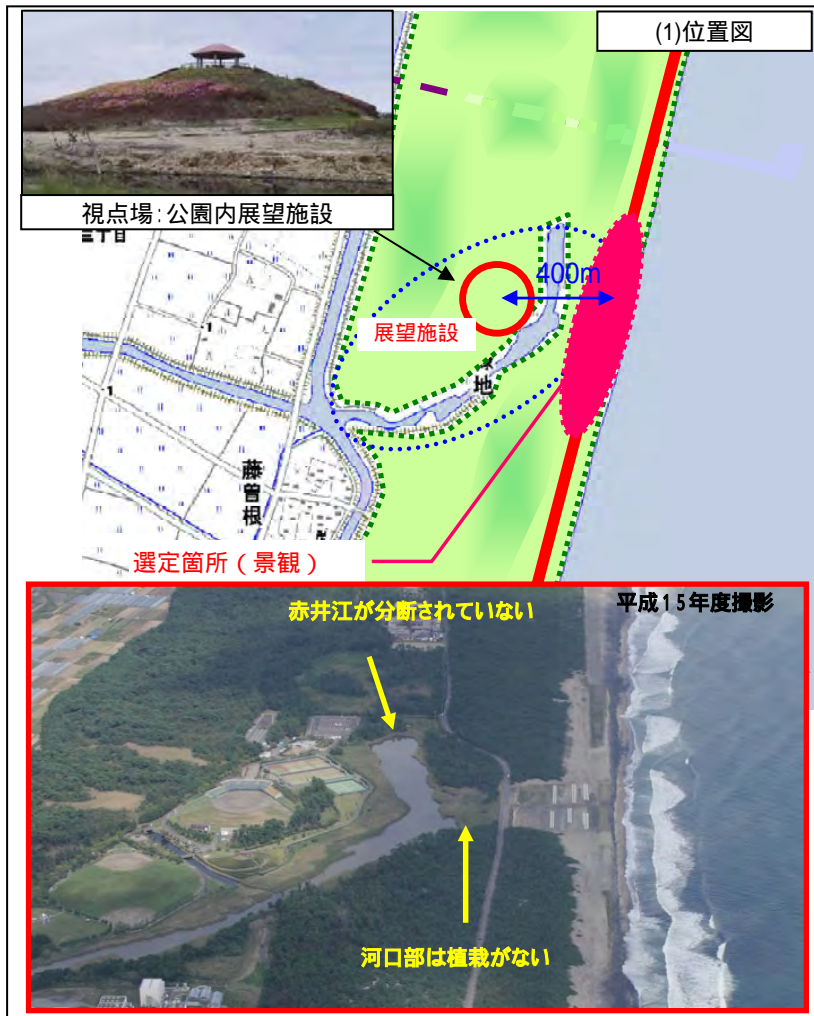 (1)位置図
視点場：公園内展望施設
三丁目
400m
展望施設
藤曽根
選定箇所（景観）
平成15年度撮影
赤井江が分断されていない
河口部は植栽がない